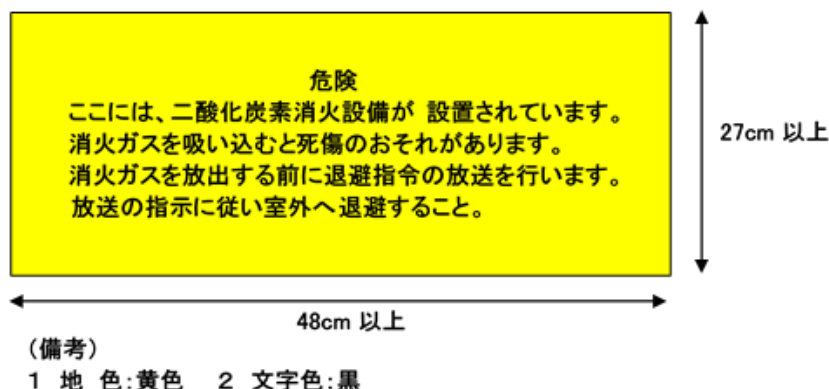 危険
ここには、二酸化炭素消火設備が 設置されています。
消火ガスを吸い込むと死傷のおそれがあります。
消火ガスを放出する前に退避指令の放送を行います。
放送の指示に従い室外へ退避すること。
27cm 以上
48cm 以上
（備考）
１ 地 色:黄色　２ 文字色:黒